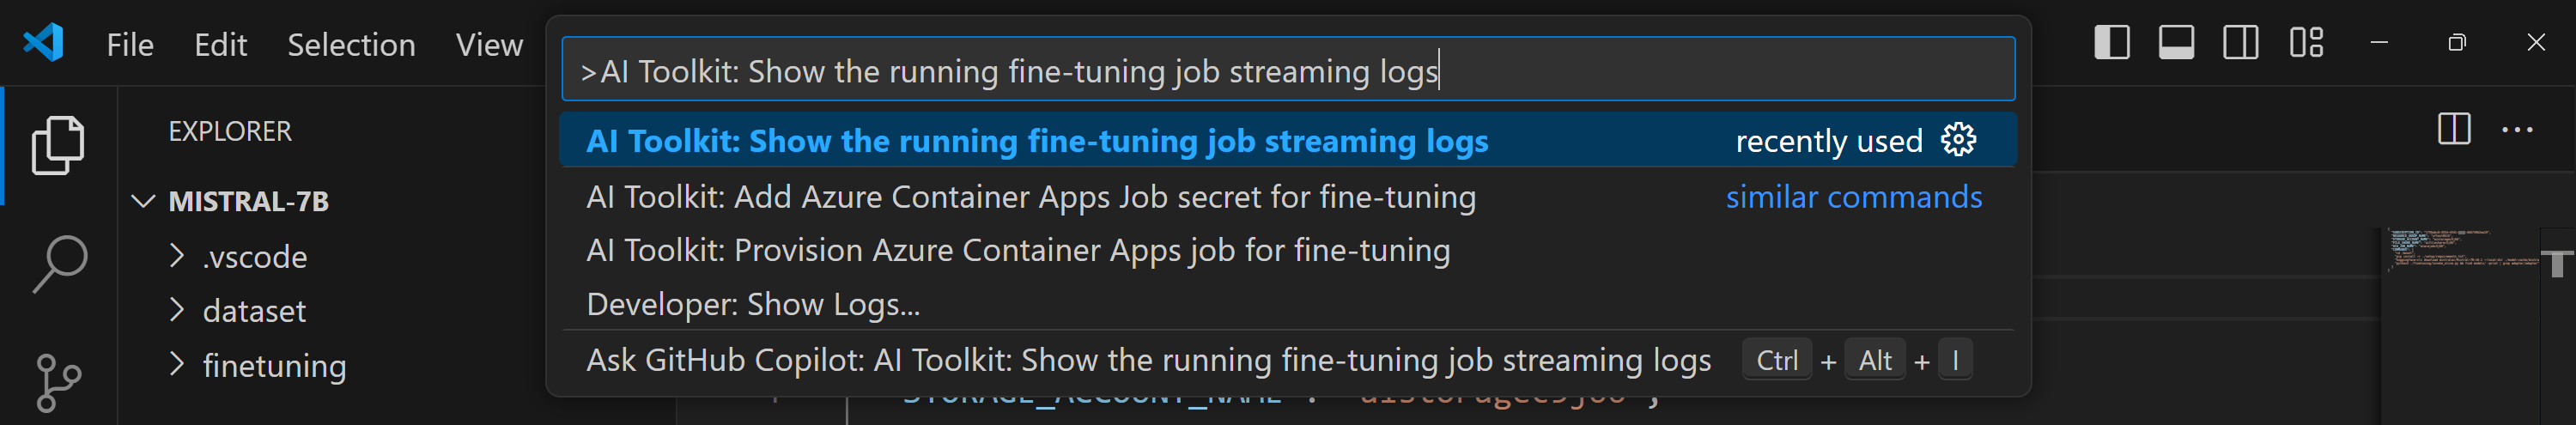 File Edit Selection View
>AI Toolkit: Show the running fine-tuning job streaming logs
AI Toolkit: Show the running fine-tuning job streaming logs recently used
AI Toolkit: Add Azure Container Apps Job secret for fine-tuning similar commands
AI Toolkit: Provision Azure Container Apps job for fine-tuning
Developer: Show Logs...
Ask GitHub Copilot: AI Toolkit: Show the running fine-tuning job streaming logs Ctrl + Alt + I
EXPLORER
MISTRAL-7B
.vscode
dataset
finetuning
STORAGE_ACCOUNT_NAME